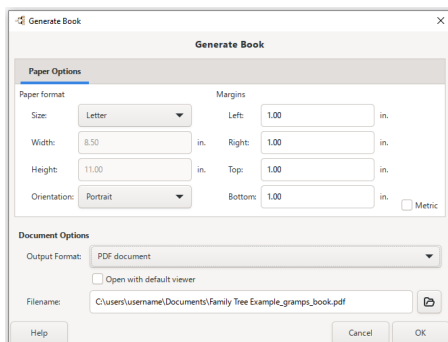 Generate Book
Generate Book
Paper Options
Paper format Margins
Size: Letter Left: 1.00 in.
Width: 8.50 in. Right: 1.00 in.
Height: 11.00 in. Top: 1.00 in.
Orientation: Portrait Bottom: 1.00 in. Metric
Document Options
Output Format: PDF document
Open with default viewer
Filename: C:\users\username\Documents\Family Tree Example_gramps_book.pdf
Help Cancel OK